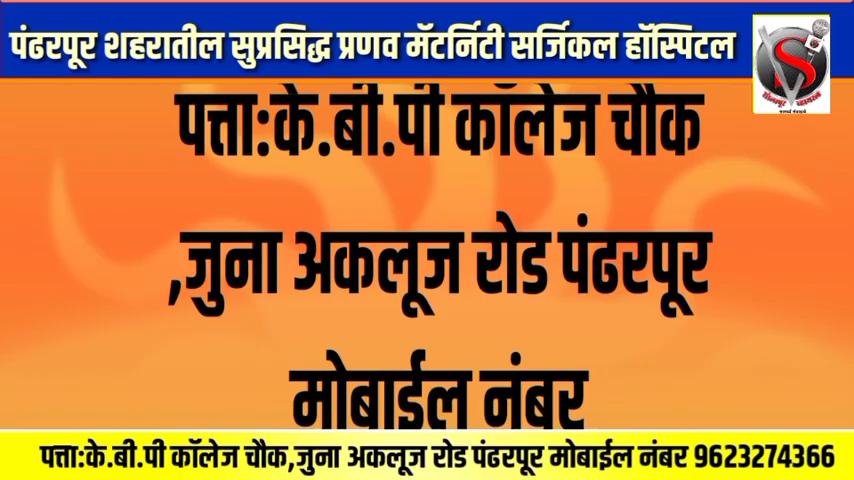 पंढरपूर शहरातील सुप्रसिद्ध प्रणव मॅटर्निटी सर्जिकल हॉस्पिटल
पत्ता:के.बी.पी कॉलेज चौक
,जुना अकलूज रोड पंढरपूर
मोबाईल नंबर
पत्ता:के.बी.पी कॉलेज चौक,जुना अकलूज रोड पंढरपूर मोबाईल नंबर 9623274366